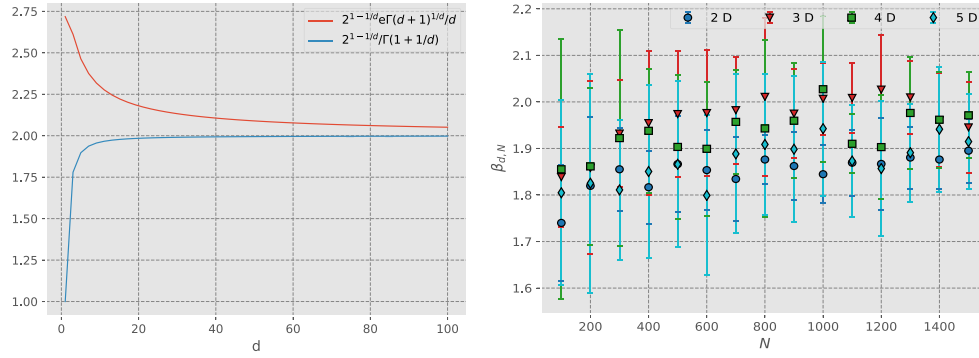 2^{1−1/d}eΓ(d + 1)^{1/d}/d
2^{1−1/d}/Γ(1 + 1/d)
2.75
2.50
2.25
2.00
1.75
1.50
1.25
1.00
0 20 40 60 80 100
d
2 D 3 D 4 D 5 D
2.2
2.1
2.0
1.9
1.8
1.7
1.6
β_{d,N}
200 400 600 800 1000 1200 1400
N